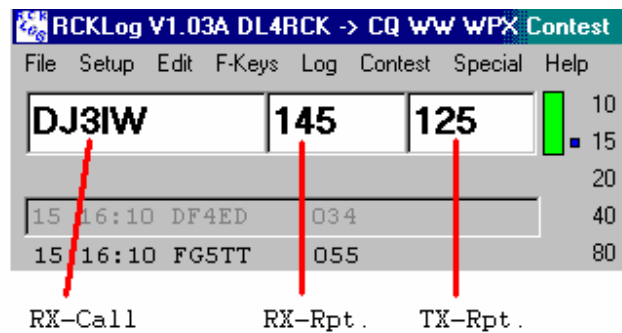 RCKLog V1.03A DL4RCK -> CQ WW WPX Contest
File Setup Edit F-Keys Log Contest Special Help
DJ3IW 145 125 10
15
20
15 16:10 DF4ED 034 40
15 16:10 FG5TT 055 80
RX-Call RX-Rpt. TX-Rpt.